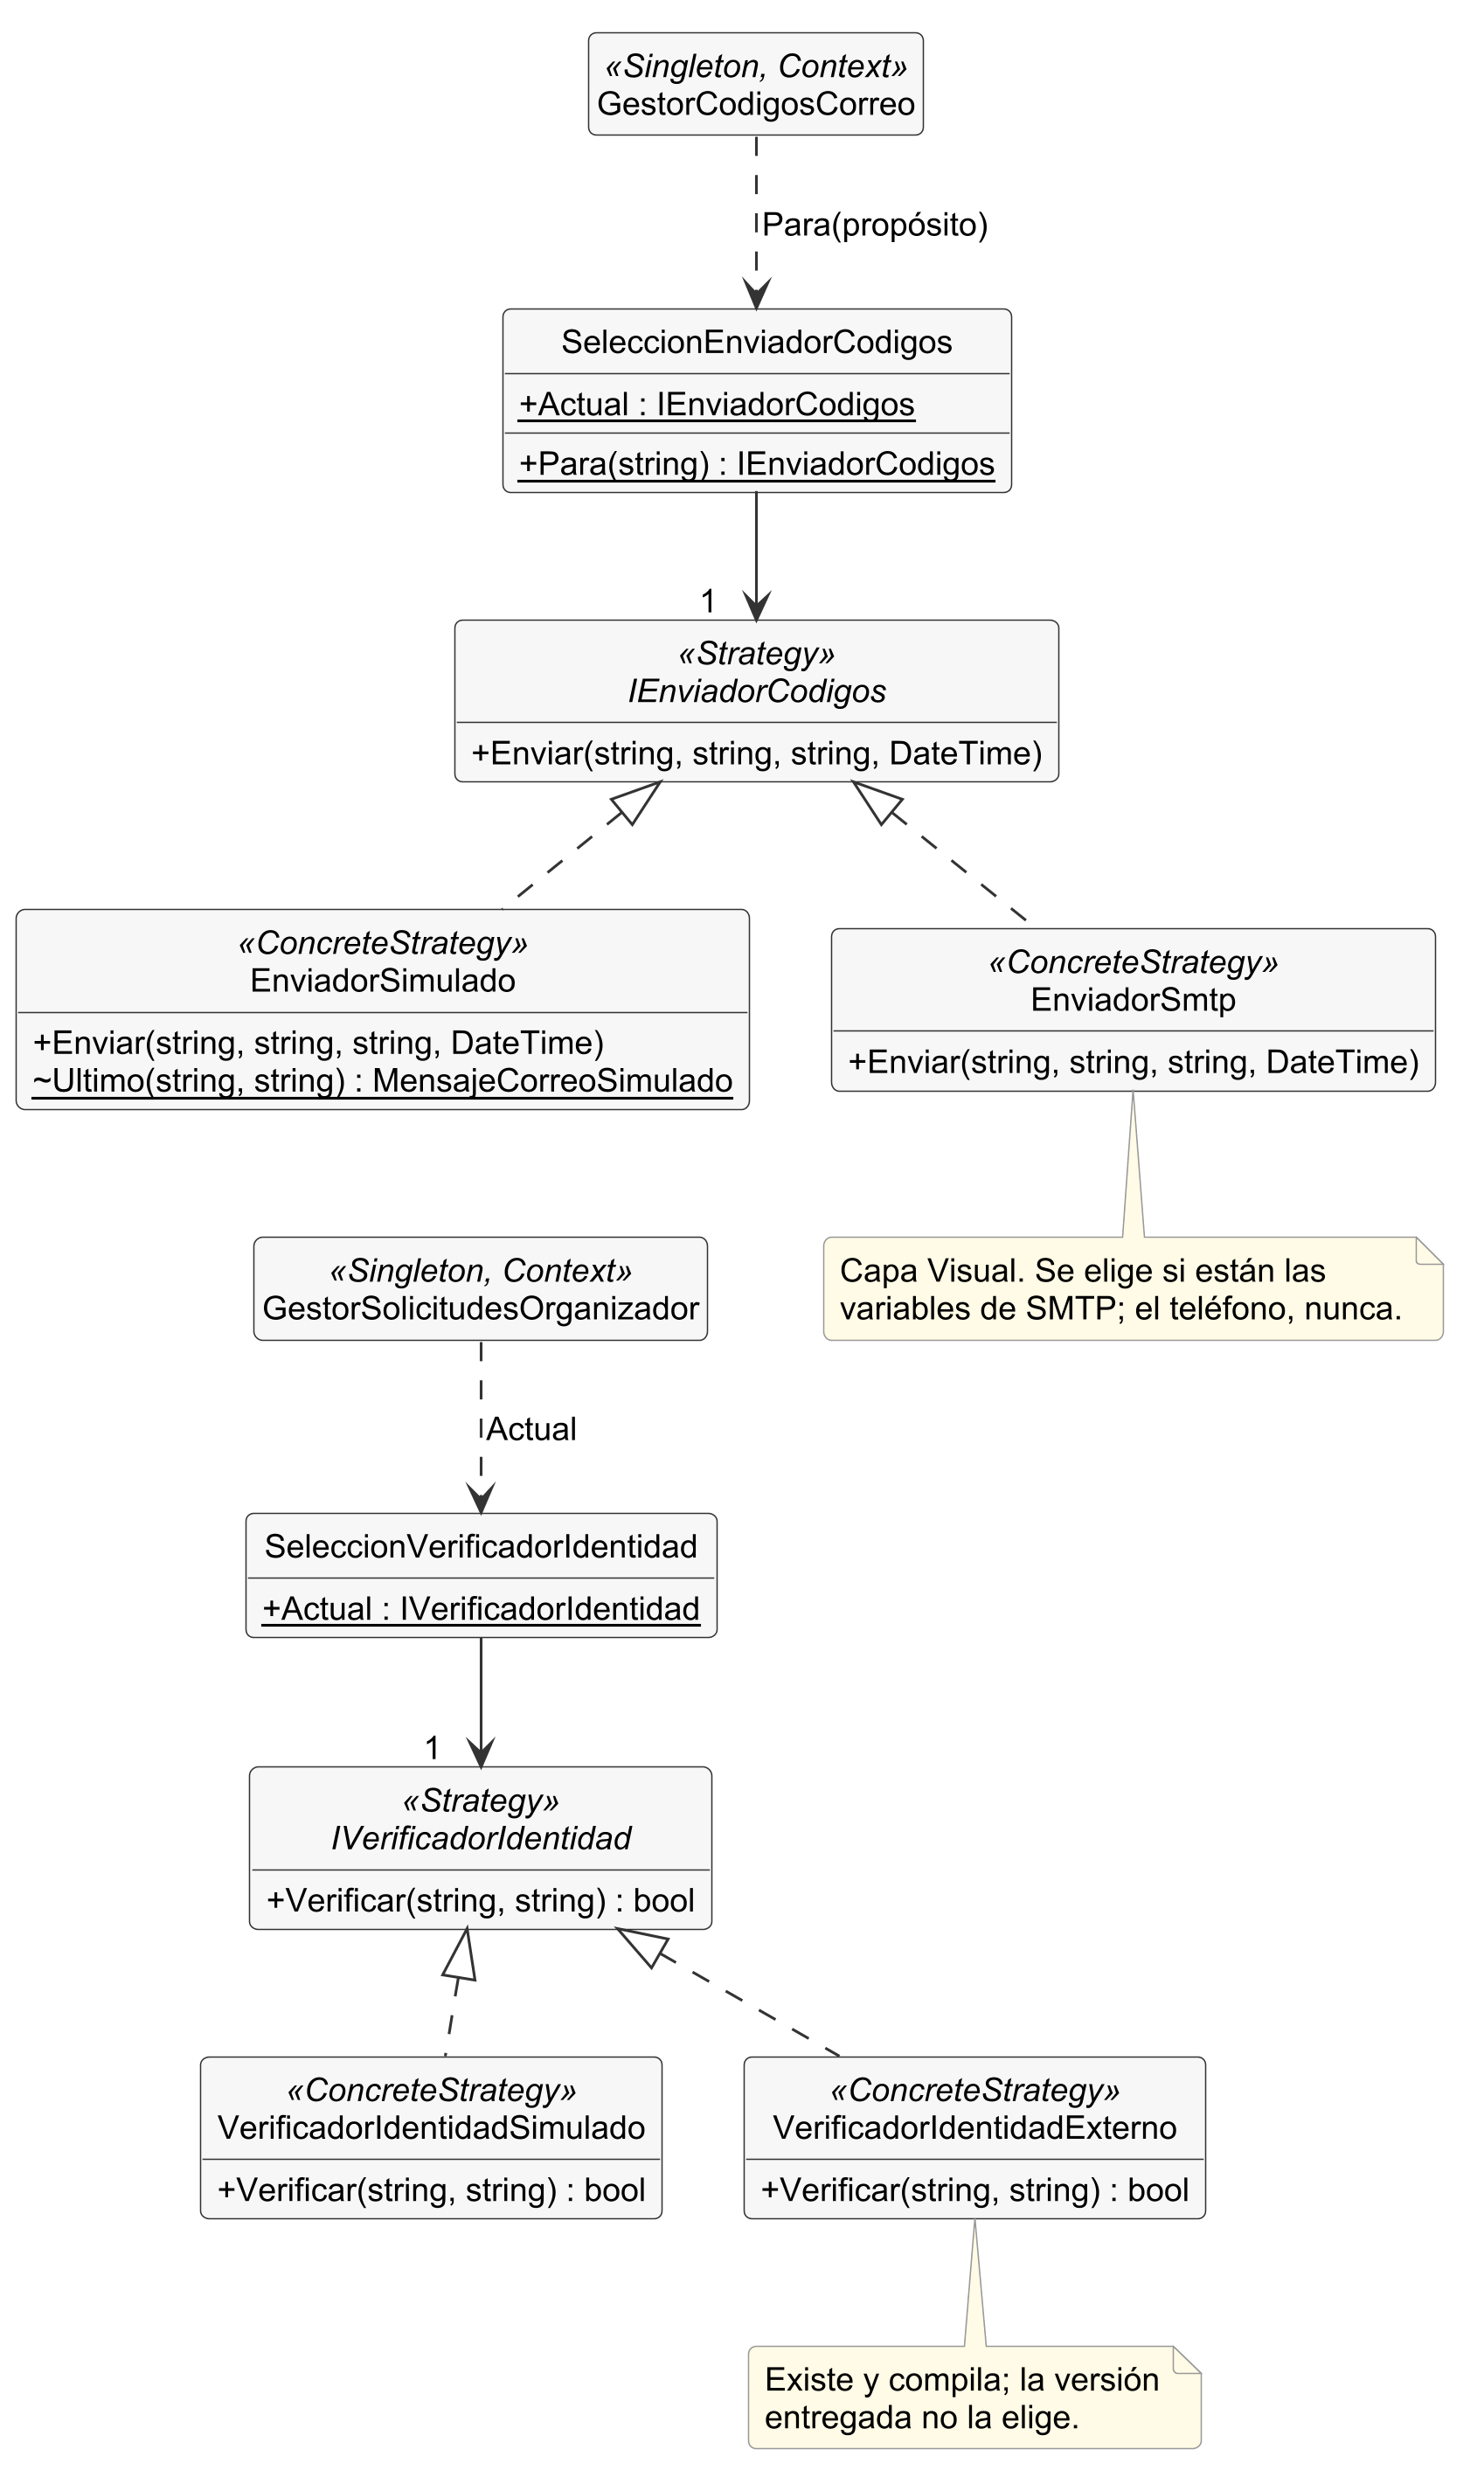 «Singleton, Context»
GestorCodigosCorreo
Para(propósito)
SeleccionEnviadorCodigos
+Actual : IEnviadorCodigos
+Para(string) : IEnviadorCodigos
1
«Strategy»
IEnviadorCodigos
+Enviar(string, string, string, DateTime)
«ConcreteStrategy»
EnviadorSimulado
+Enviar(string, string, string, DateTime)
~Ultimo(string, string) : MensajeCorreoSimulado
«ConcreteStrategy»
EnviadorSmtp
+Enviar(string, string, string, DateTime)
Capa Visual. Se elige si están las
variables de SMTP; el teléfono, nunca.
«Singleton, Context»
GestorSolicitudesOrganizador
Actual
SeleccionVerificadorIdentidad
+Actual : IVerificadorIdentidad
1
«Strategy»
IVerificadorIdentidad
+Verificar(string, string) : bool
«ConcreteStrategy»
VerificadorIdentidadSimulado
+Verificar(string, string) : bool
«ConcreteStrategy»
VerificadorIdentidadExterno
+Verificar(string, string) : bool
Existe y compila; la versión
entregada no la elige.